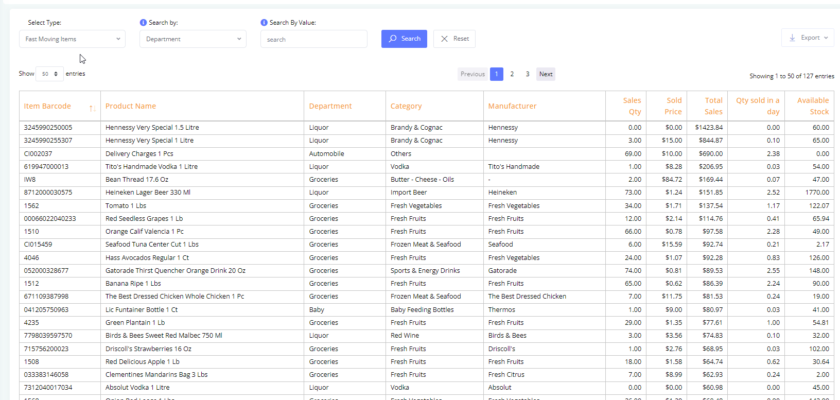 Select Type: Search by: Search By Value:
Fast Moving Items Department search Search Reset Export
Show 50 entries Previous 1 2 3 Next Showing 1 to 50 of 127 entries
Item Barcode Product Name Department Category Manufacturer Sales Qty Sold Price Total Sales Qty sold in a day Available Stock
3245990250005 Hennessy Very Special 1.5 Litre Liquor Brandy & Cognac Hennessy 0.00 $0.00 $1423.84 0.00 60.00
3245990255307 Hennessy Very Special 1 Litre Liquor Brandy & Cognac 3.00 $15.00 $844.87 0.10 65.00
CI002037 Delivery Charges 1 Pcs Automobile Others 69.00 $10.00 $690.00 2.38 0.00
619947000013 Tito's Handmade Vodka 1 Litre Liquor Vodka Tito's Handmade 1.00 $8.28 $206.95 0.03 54.00
IW8 Bean Thread 17.6 Oz Groceries Butter - Cheese - Oils - 2.00 $84.72 $169.44 0.07 47.00
8712000030575 Heineken Lager Beer 330 Ml Liquor Import Beer Heineken 73.00 $1.24 $151.85 2.52 1770.00
1562 Tomato 1 Lbs Groceries Fresh Vegetables Fresh Vegetables 34.00 $1.71 $137.54 1.17 122.07
00066022040233 Red Seedless Grapes 1 Lb Groceries Fresh Fruits Fresh Fruits 12.00 $2.14 $114.76 0.41 65.94
1510 Orange Calif Valencia 1 Pc Groceries Fresh Fruits Fresh Fruits 66.00 $0.78 $97.58 2.28 49.00
CI015459 Seafood Tuna Center Cut 1 Lbs Groceries Frozen Meat & Seafood Seafood 6.00 $15.59 $92.74 0.21 2.17
4046 Hass Avocados Regular 1 Ct Groceries Fresh Fruits Fresh Vegetables 24.00 $1.07 $92.28 0.83 126.00
052000328677 Gatorade Thirst Quencher Orange Drink 20 Oz Groceries Sports & Energy Drinks Gatorade 74.00 $0.81 $89.53 2.55 148.00
1512 Banana Ripe 1 Lbs Groceries Fresh Fruits Fresh Fruits 65.00 $0.62 $86.39 2.24 90.00
671109387998 The Best Dressed Chicken Whole Chicken 1 Pc Groceries Frozen Meat & Seafood The Best Dressed Chicken 7.00 $11.75 $81.53 0.24 19.00
041205750963 Lic Funtainer Bottle 1 Ct Baby Baby Feeding Bottles Thermos 1.00 $9.00 $80.97 0.03 41.00
4235 Green Plantain 1 Lb Groceries Fresh Fruits Fresh Fruits 29.00 $1.35 $77.61 1.00 54.81
7798039597570 Birds & Bees Sweet Red Malbec 750 Ml Liquor Red Wine Birds & Bees 3.00 $3.56 $74.83 0.10 32.00
715756200023 Driscoll's Strawberries 16 Oz Groceries Fresh Fruits Driscoll's 1.00 $2.76 $68.95 0.03 102.00
1508 Red Delicious Apple 1 Lb Groceries Fresh Fruits Fresh Fruits 18.00 $1.58 $64.74 0.62 30.64
033383146058 Clementines Mandarins Bag 3 Lbs Groceries Fresh Fruits Fresh Citrus 7.00 $8.99 $62.93 0.24 2.00
7312040017034 Absolut Vodka 1 Litre Liquor Vodka Absolut 0.00 $0.00 $60.98 0.00 45.00